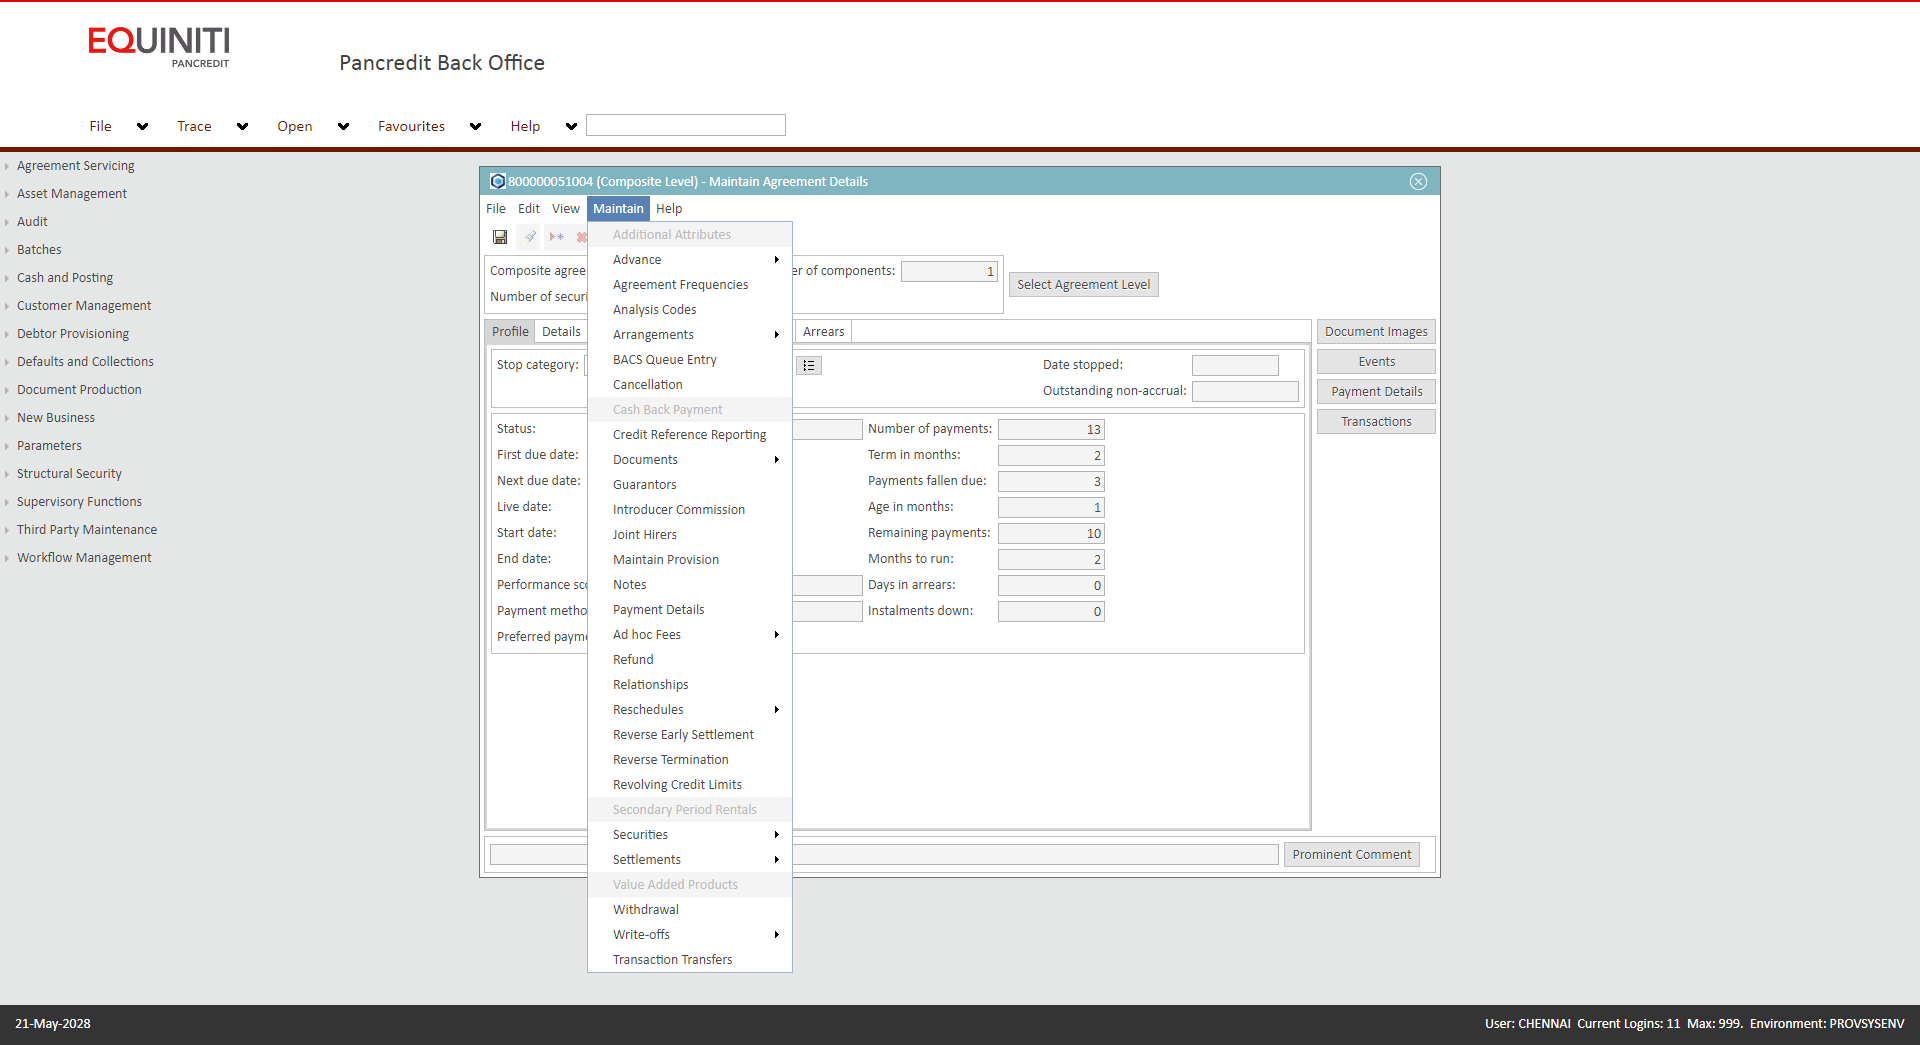 EQUINITI
PANCREDIT
Pancredit Back Office
File Trace Open Favourites Help
Agreement Servicing
Asset Management
Audit
Batches
Cash and Posting
Customer Management
Debtor Provisioning
Defaults and Collections
Document Production
New Business
Parameters
Structural Security
Supervisory Functions
Third Party Maintenance
Workflow Management
800000051004 (Composite Level) - Maintain Agreement Details
File Edit View Maintain Help
Additional Attributes
Advance
Agreement Frequencies
Analysis Codes
Arrangements
BACS Queue Entry
Cancellation
Cash Back Payment
Credit Reference Reporting
Documents
Guarantors
Introducer Commission
Joint Hirers
Maintain Provision
Notes
Payment Details
Ad hoc Fees
Refund
Relationships
Reschedules
Reverse Early Settlement
Reverse Termination
Revolving Credit Limits
Secondary Period Rentals
Securities
Settlements
Value Added Products
Withdrawal
Write-offs
Transaction Transfers
Composite agree er of components: 1
Number of securi
Select Agreement Level
Profile Details Arrears
Stop category: Date stopped:
Outstanding non-accrual:
Status: Number of payments: 13
First due date: Term in months: 2
Next due date: Payments fallen due: 3
Live date: Age in months: 1
Start date: Remaining payments: 10
End date: Months to run: 2
Performance sco Days in arrears: 0
Payment metho Instalments down: 0
Preferred payme
Document Images
Events
Payment Details
Transactions
Prominent Comment
21-May-2028 User: CHENNAI Current Logins: 11 Max: 999. Environment: PROVSYSENV